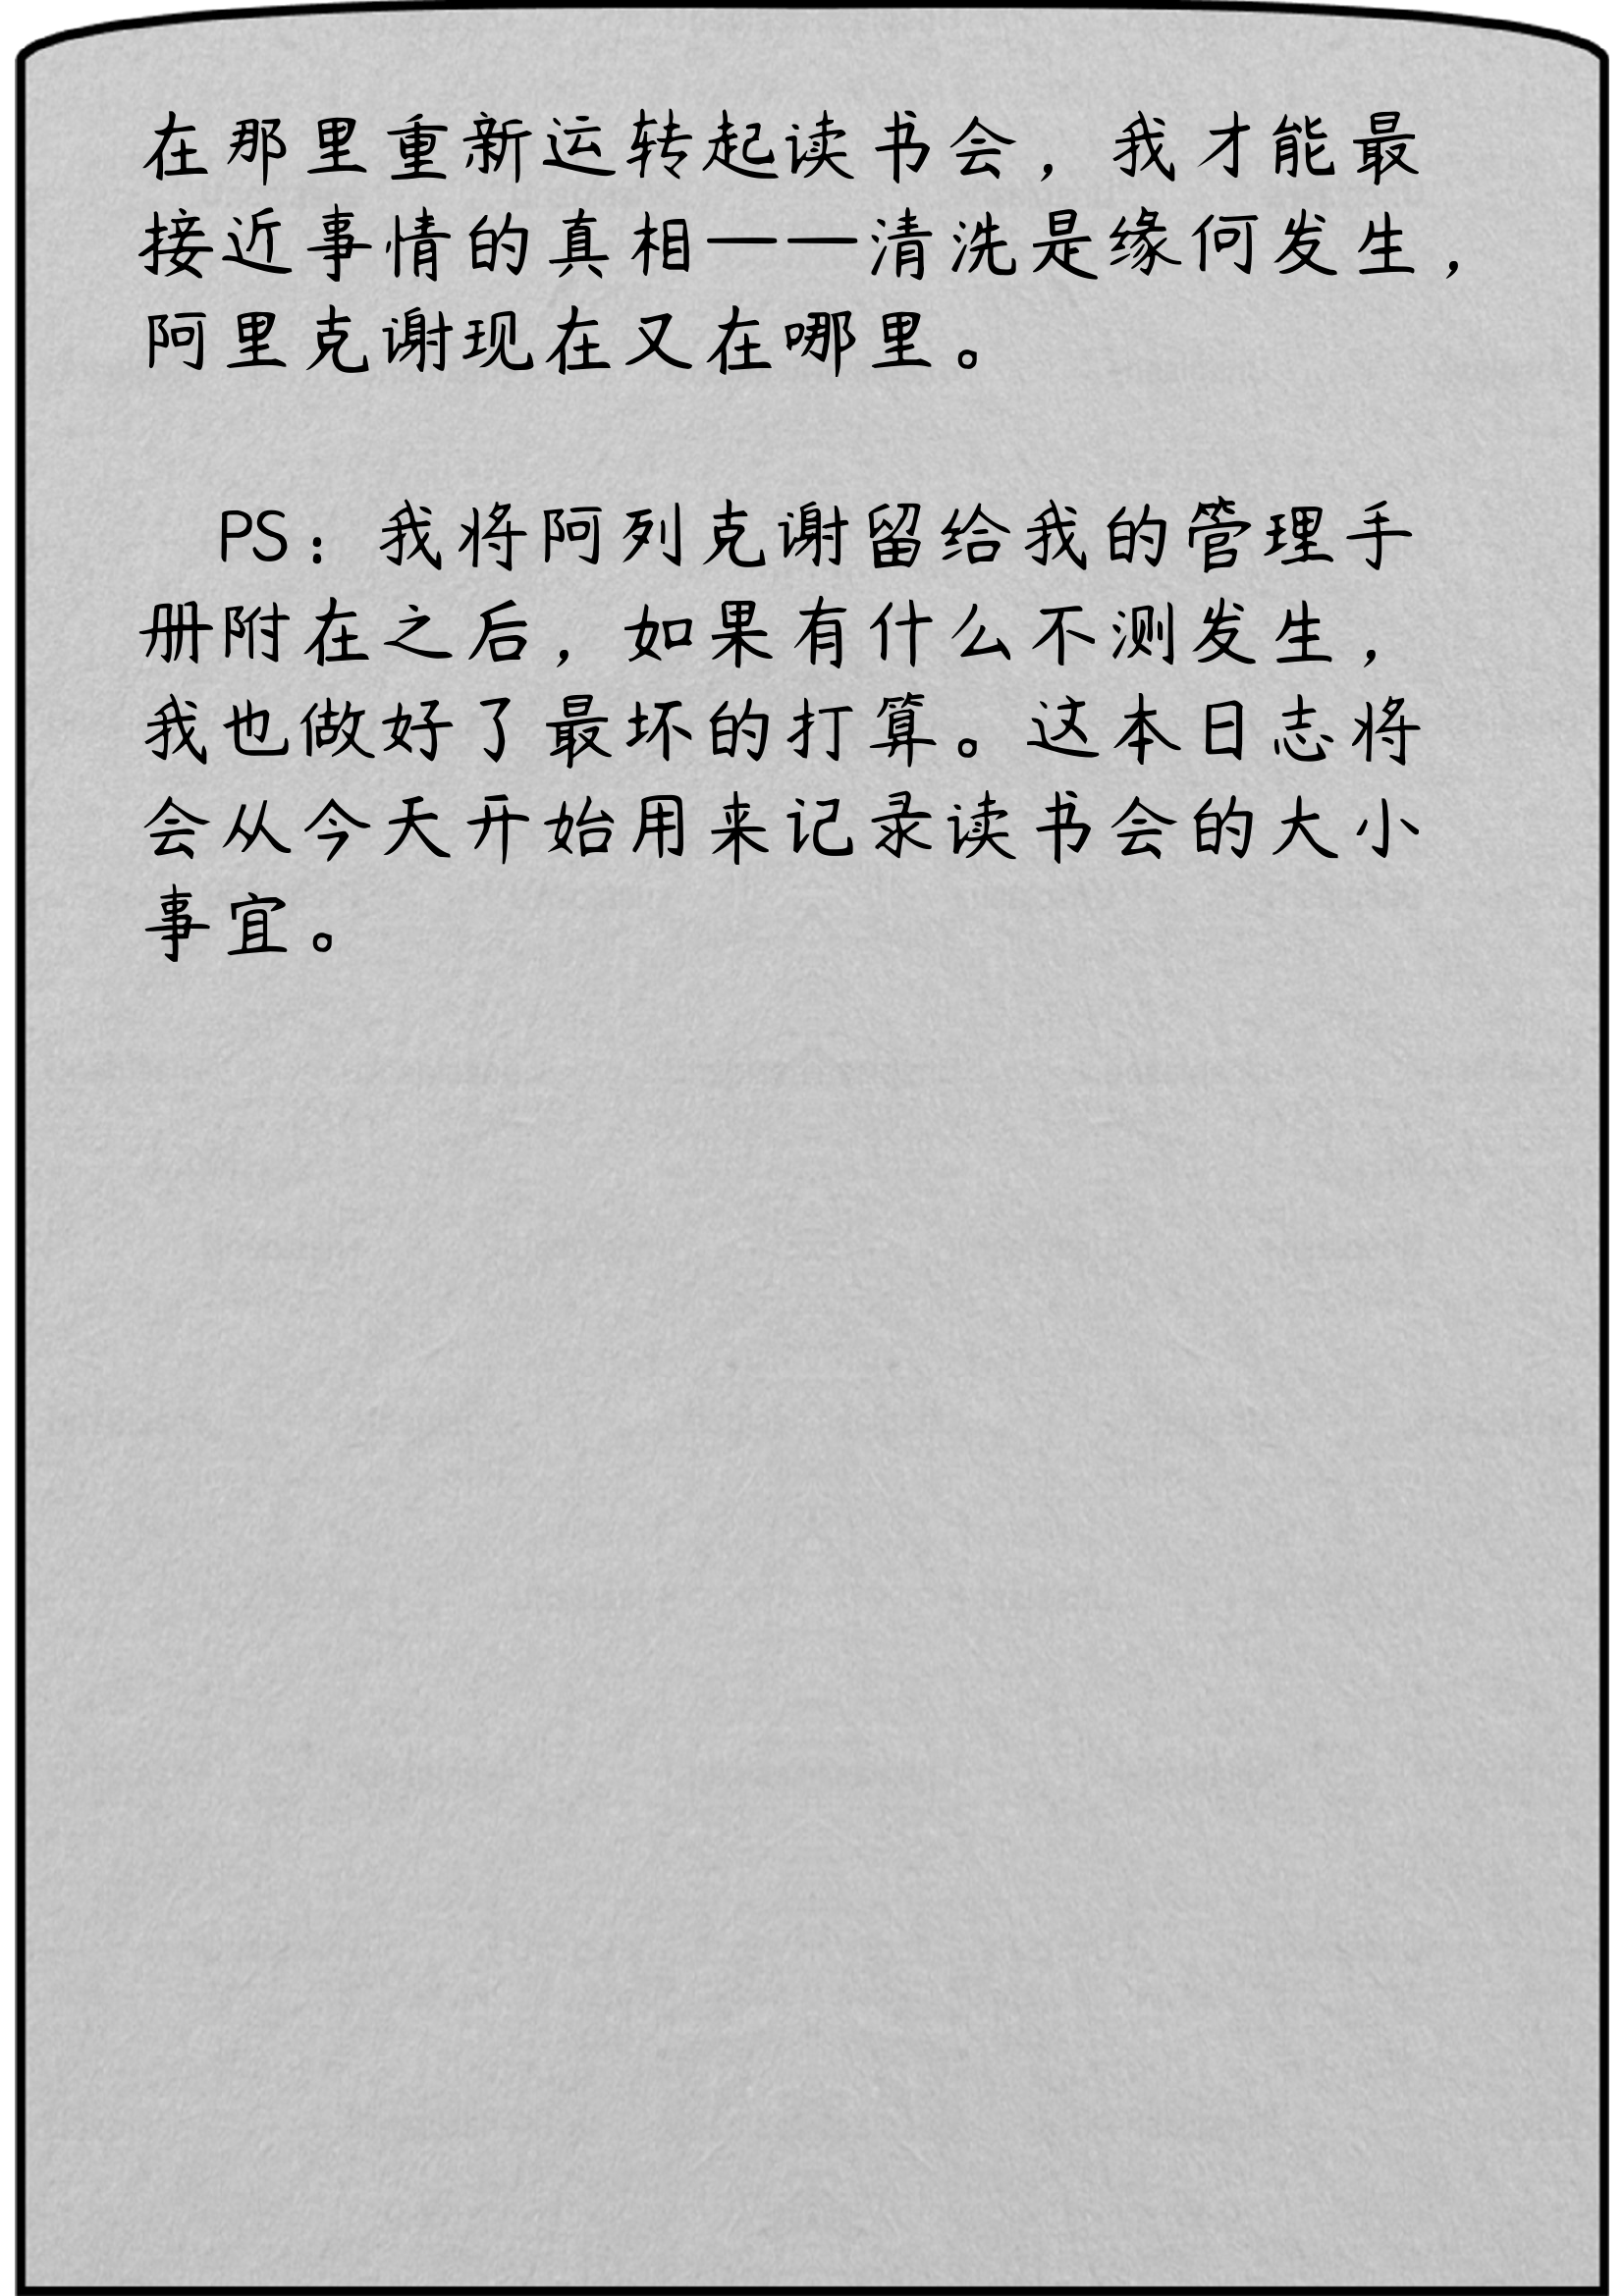 在那里重新运转起读书会，我才能最
接近事情的真相——清洗是缘何发生，
阿里克谢现在又在哪里。
PS：我将阿列克谢留给我的管理手
册附在之后，如果有什么不测发生，
我也做好了最坏的打算。这本日志将
会从今天开始用来记录读书会的大小
事宜。